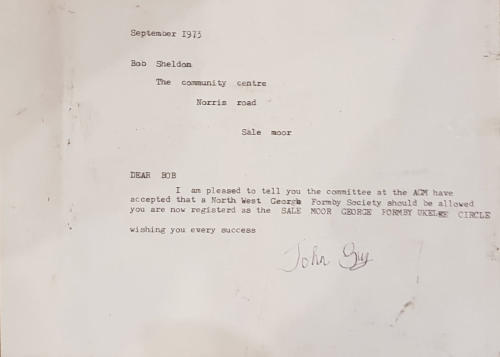 September 1973
Bob Sheldon
The community centre
Norris road
Sale moor
DEAR BOB
I am pleased to tell you the committee at the AGM have
accepted that a North West George Formby Society should be allowed
you are now registerd as the SALE MOOR GEORGE FORMBY UKELEE CIRCLE
wishing you every success
John Guy